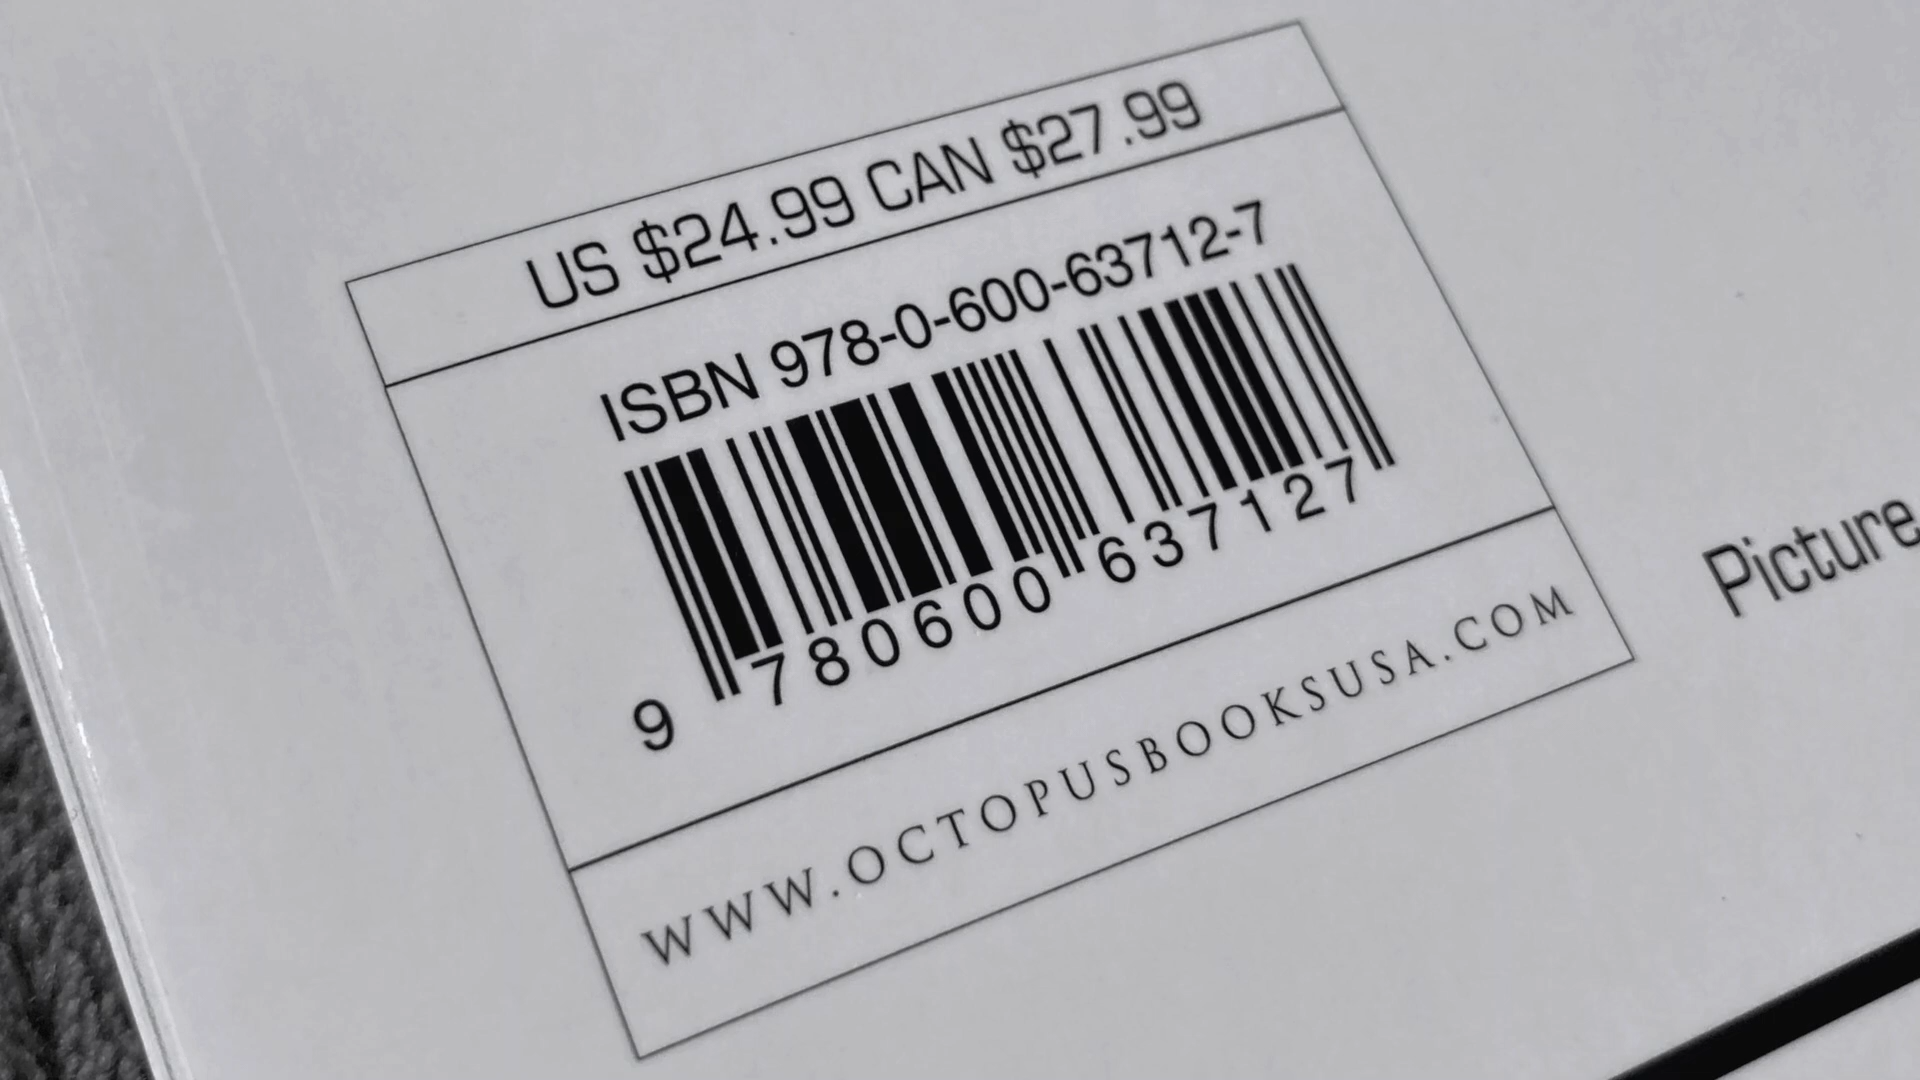 US $24.99 CAN $27.99
ISBN 978-0-600-63712-7
9 780600 637127
WWW.OCTOPUSBOOKSUSA.COM
Picture